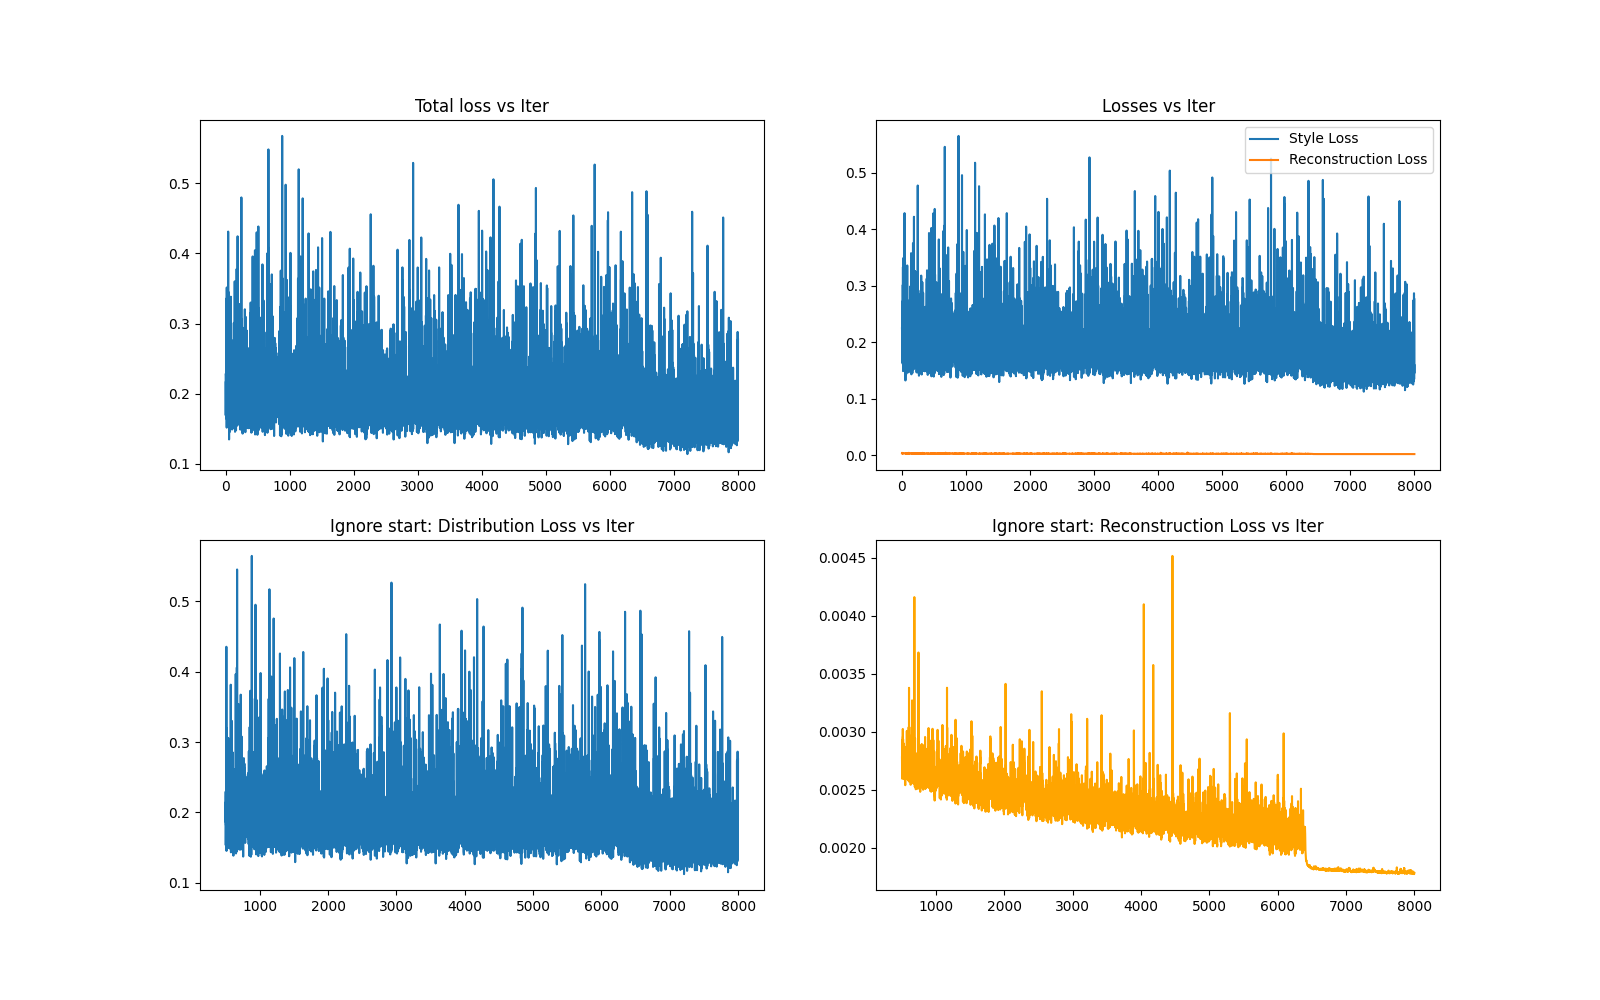 Total loss vs Iter
0.5
0.4
0.3
0.2
0.1
0 1000 2000 3000 4000 5000 6000 7000 8000
Losses vs Iter
Style Loss
Reconstruction Loss
0.5
0.4
0.3
0.2
0.1
0.0
0 1000 2000 3000 4000 5000 6000 7000 8000
Ignore start: Distribution Loss vs Iter
0.5
0.4
0.3
0.2
0.1
1000 2000 3000 4000 5000 6000 7000 8000
Ignore start: Reconstruction Loss vs Iter
0.0045
0.0040
0.0035
0.0030
0.0025
0.0020
1000 2000 3000 4000 5000 6000 7000 8000